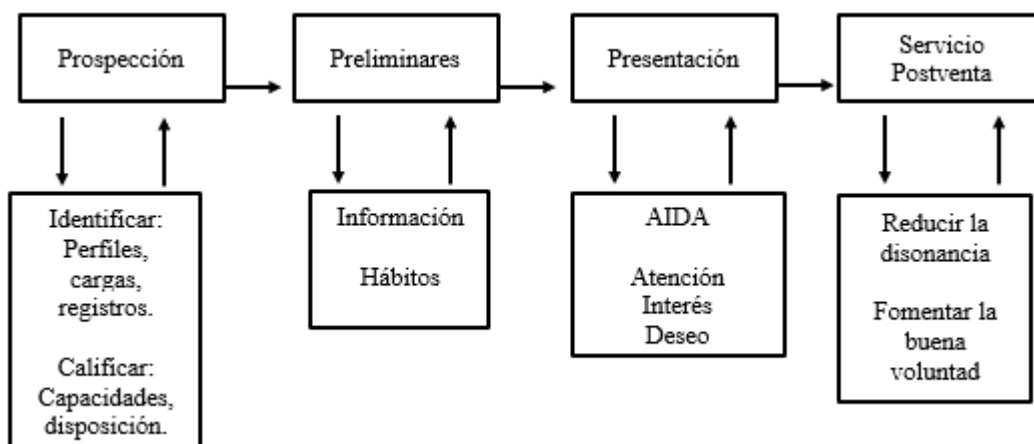 Prospección
Preliminares
Presentación
Servicio
Postventa
Identificar:
Perfiles,
cargas,
registros.
Calificar:
Capacidades,
disposición.
Información
Hábitos
AIDA
Atención
Interés
Deseo
Reducir la
disonancia
Fomentar la
buena
voluntad